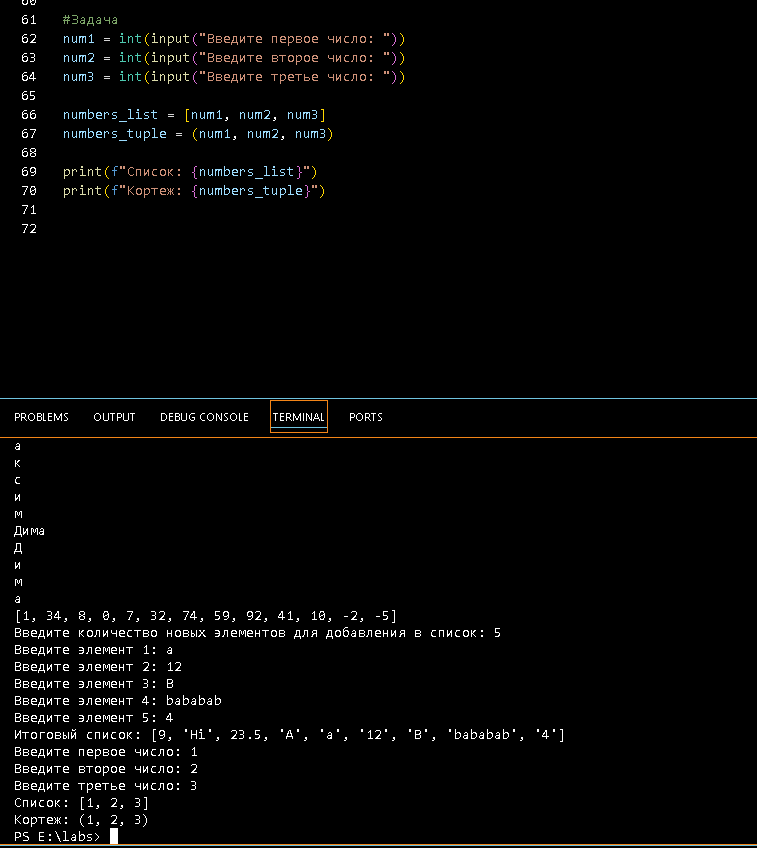 61 #Задача
62 num1 = int(input("Введите первое число: "))
63 num2 = int(input("Введите второе число: "))
64 num3 = int(input("Введите третье число: "))
65
66 numbers_list = [num1, num2, num3]
67 numbers_tuple = (num1, num2, num3)
68
69 print(f"Список: {numbers_list}")
70 print(f"Кортеж: {numbers_tuple}")
71
72
PROBLEMS OUTPUT DEBUG CONSOLE TERMINAL PORTS
а
к
с
и
м
Дима
Д
и
м
а
[1, 34, 8, 0, 7, 32, 74, 59, 92, 41, 10, -2, -5]
Введите количество новых элементов для добавления в список: 5
Введите элемент 1: a
Введите элемент 2: 12
Введите элемент 3: B
Введите элемент 4: bababab
Введите элемент 5: 4
Итоговый список: [9, 'Hi', 23.5, 'A', 'a', '12', 'B', 'bababab', '4']
Введите первое число: 1
Введите второе число: 2
Введите третье число: 3
Список: [1, 2, 3]
Кортеж: (1, 2, 3)
PS E:\labs>